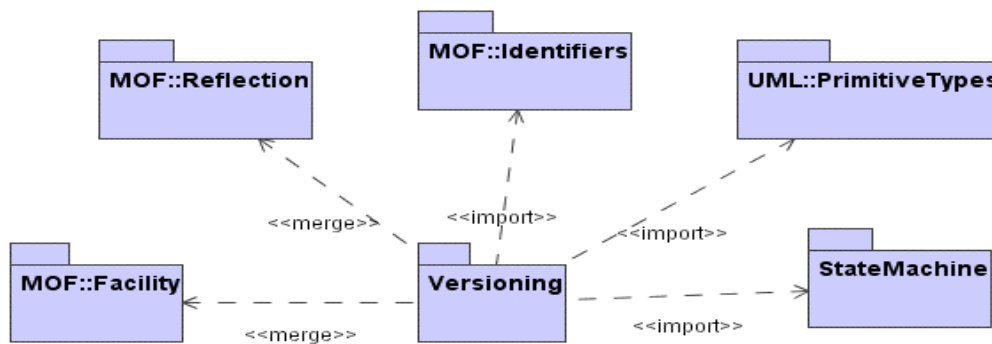 MOF::Identifiers
MOF::Reflection
UML::PrimitiveTypes
<<merge>>
<<import>>
<<import>>
MOF::Facility
Versioning
StateMachine
<<merge>>
<<import>>